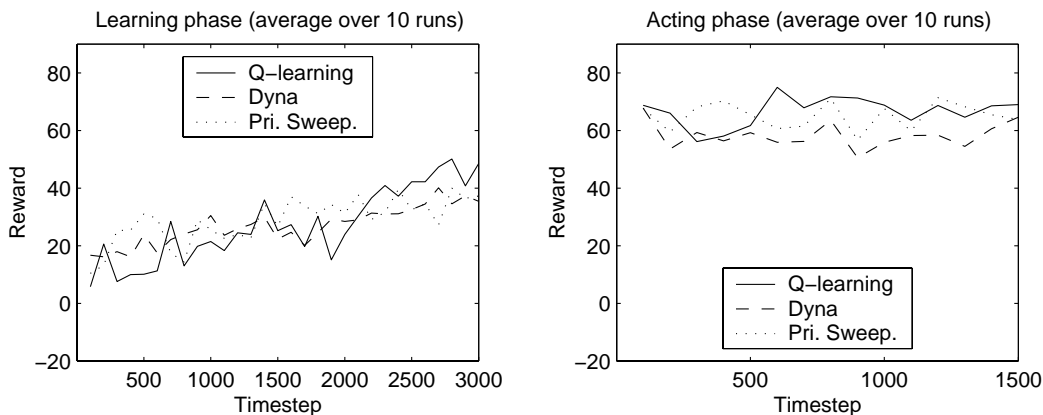 Learning phase (average over 10 runs)
80
60
40
20
0
−20
Reward
Q−learning
Dyna
Pri. Sweep.
500 1000 1500 2000 2500 3000
Timestep
Acting phase (average over 10 runs)
80
60
40
20
0
−20
Reward
Q−learning
Dyna
Pri. Sweep.
500 1000 1500
Timestep